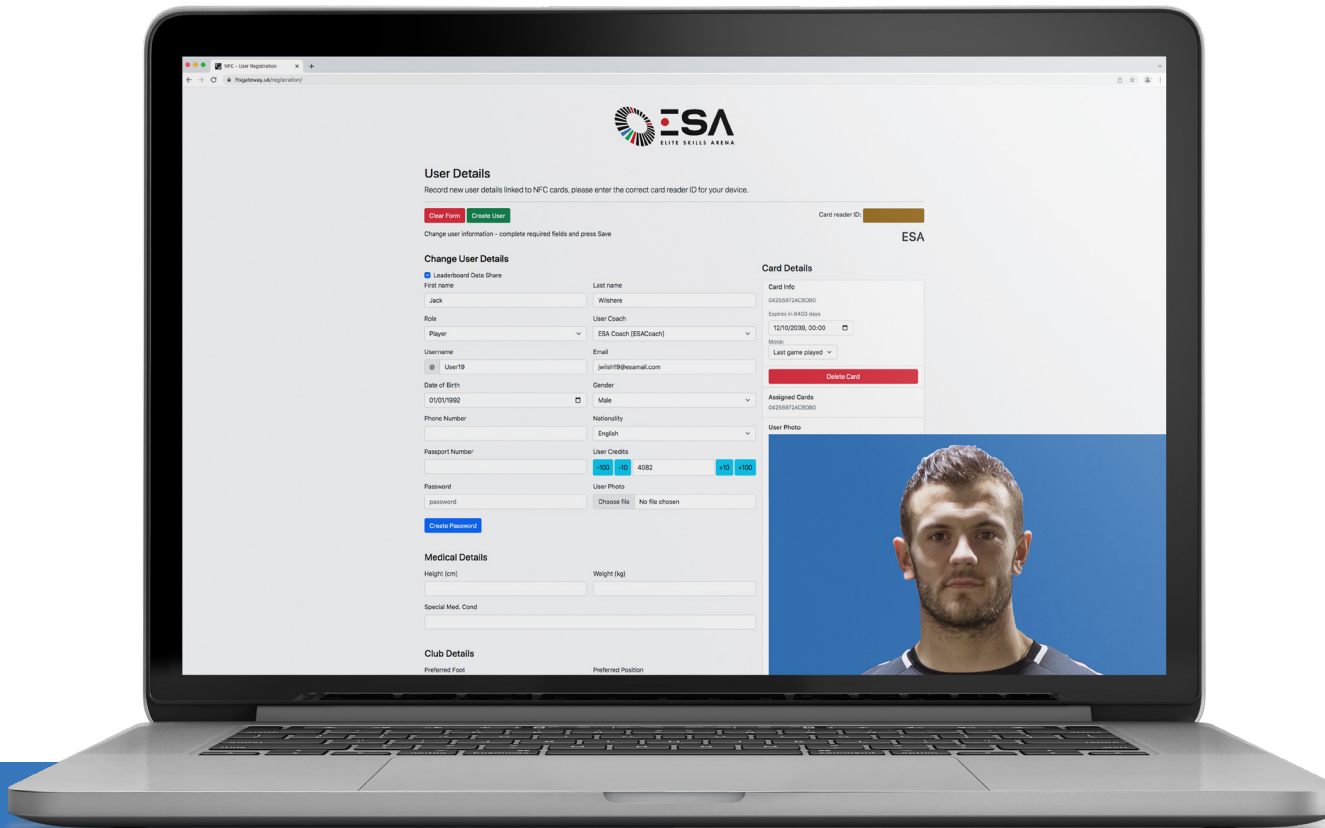 NFC - User Registration
ftsgateway.uk/registration/
ESA
ELITE SKILLS ARENA
User Details
Record new user details linked to NFC cards, please enter the correct card reader ID for your device.
Clear Form Create User
Card reader ID:
Change user information - complete required fields and press Save
ESA
Change User Details
Leaderboard Data Share
First name Last name
Jack Wilshere
Role User Coach
Player ESA Coach [ESACoach]
Username Email
@ User19 jwilsh19@esamail.com
Date of Birth Gender
01/01/1992 Male
Phone Number Nationality
English
Passport Number User Credits
-100 -10 4082 +10 +100
Password User Photo
password Choose file No file chosen
Create Password
Medical Details
Height (cm) Weight (kg)
Special Med. Cond
Club Details
Preferred Foot Preferred Position
Card Details
Card Info
04255972AC6D80
Expires in 6403 days
12/10/2039, 00:00
Mode:
Last game played
Delete Card
Assigned Cards
04255972AC6D80
User Photo